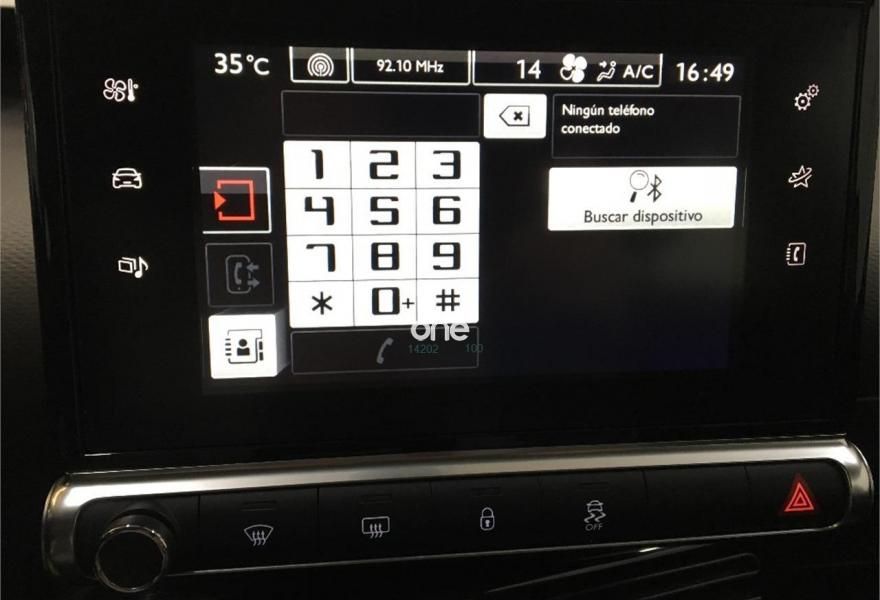 35°C
92.10 MHz
14
A/C
16:49
Ningún teléfono
conectado
1 2 3
4 5 6
7 8 9
* 0+ #
Buscar dispositivo
one
14202 100
OFF